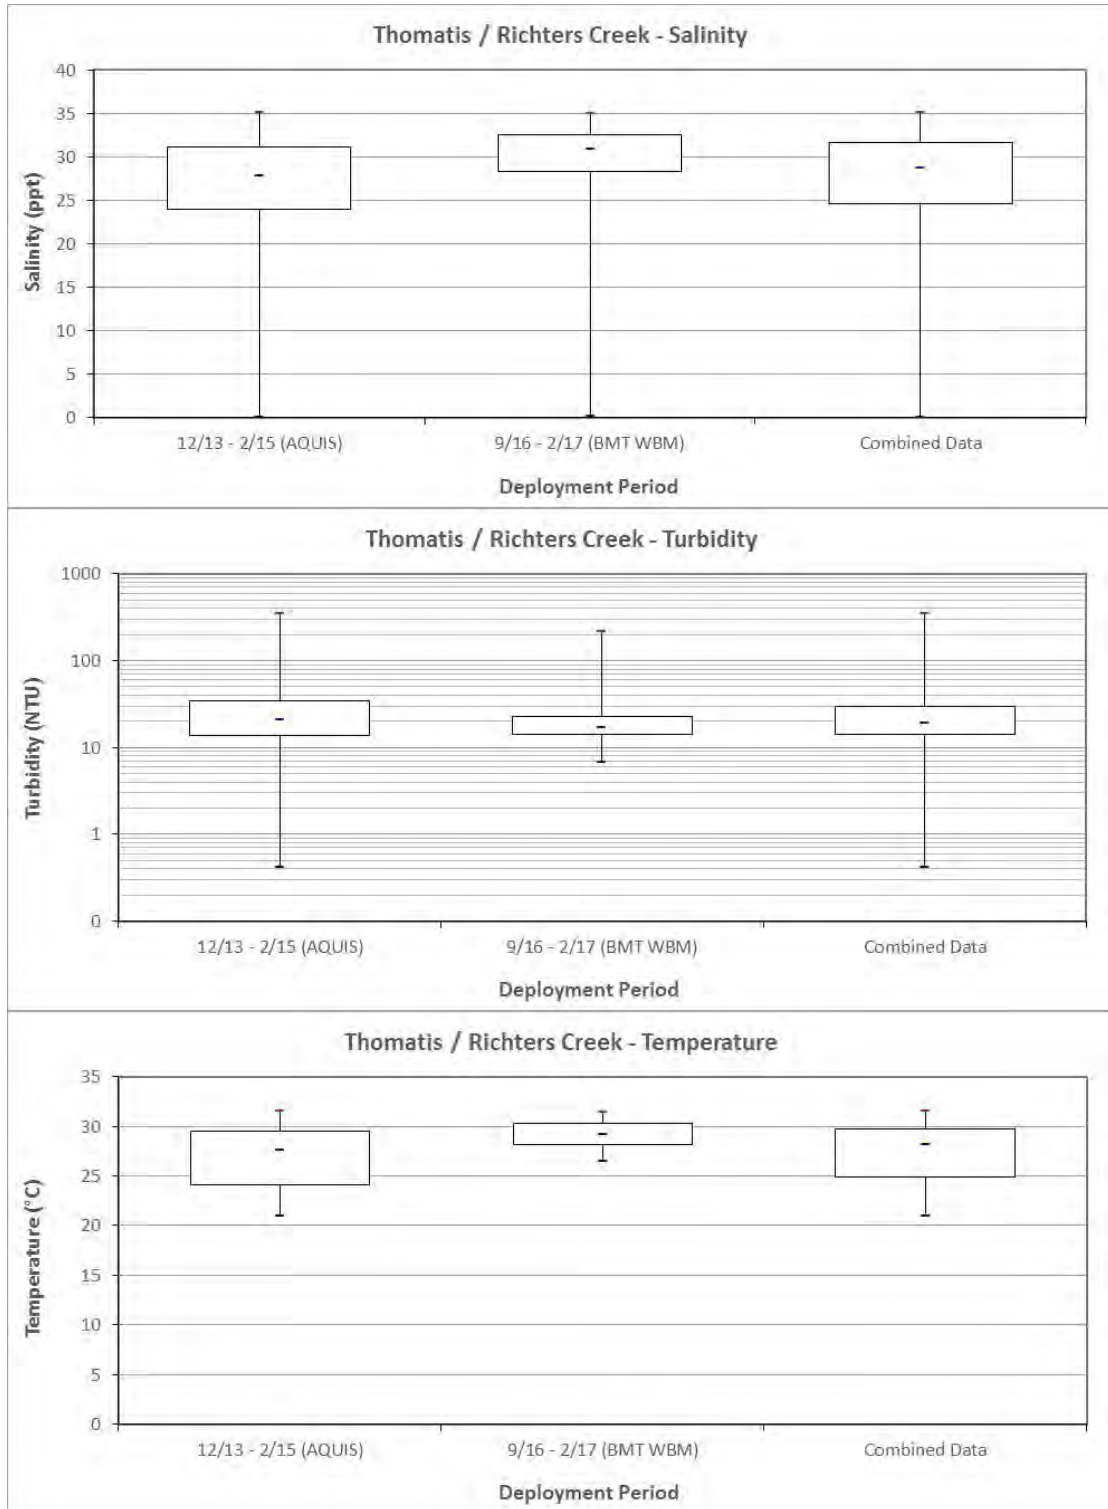 Thomatis / Richters Creek - Salinity
40
35
30
25
20
15
10
5
0
Salinity (ppt)
12/13 - 2/15 (AQUIS) 9/16 - 2/17 (BMT WBM) Combined Data
Deployment Period
Thomatis / Richters Creek - Turbidity
1000
100
10
1
0
Turbidity (NTU)
12/13 - 2/15 (AQUIS) 9/16 - 2/17 (BMT WBM) Combined Data
Deployment Period
Thomatis / Richters Creek - Temperature
35
30
25
20
15
10
5
0
Temperature (°C)
12/13 - 2/15 (AQUIS) 9/16 - 2/17 (BMT WBM) Combined Data
Deployment Period